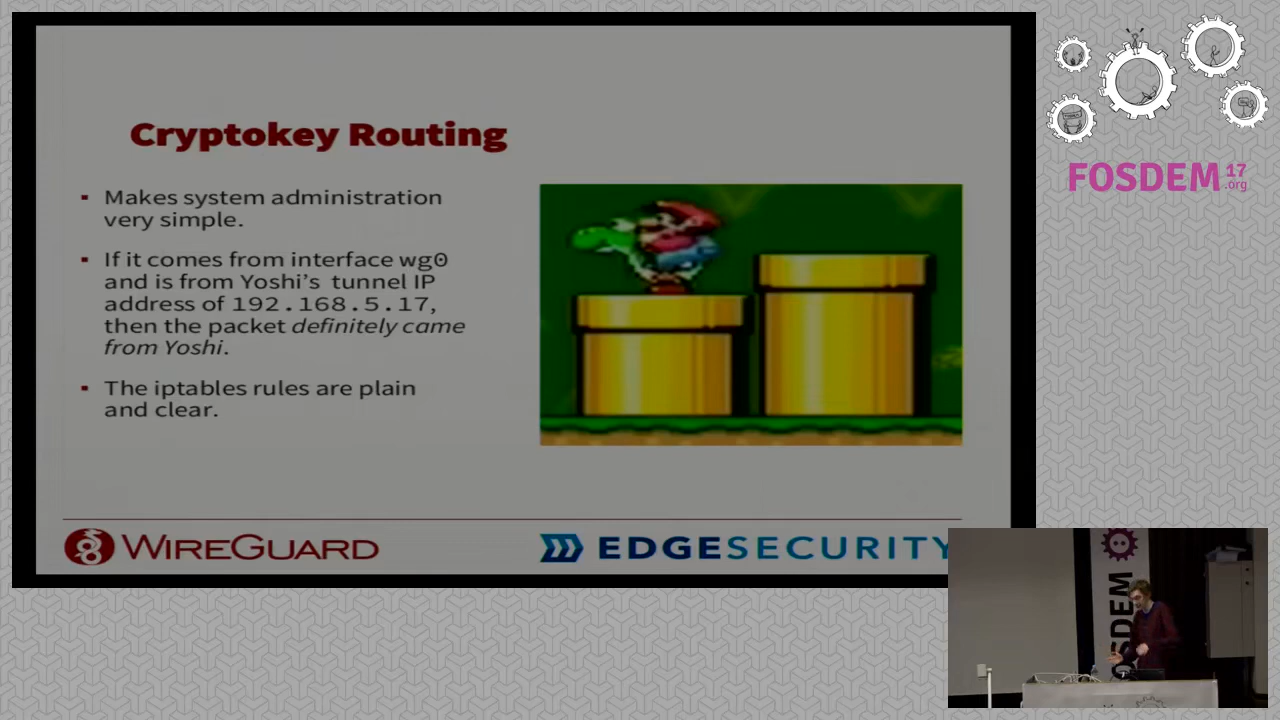 Cryptokey Routing
Makes system administration
very simple.
If it comes from interface wg0
and is from Yoshi's tunnel IP
address of 192.168.5.17,
then the packet definitely came
from Yoshi.
The iptables rules are plain
and clear.
WIREGUARD
EDGESECURITY
FOSDEM 17
.org
OSDEM